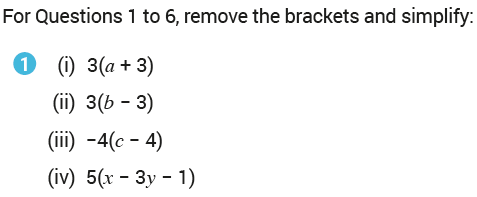 For Questions 1 to 6, remove the brackets and simplify:
1 (i) 3(a + 3)
(ii) 3(b − 3)
(iii) −4(c − 4)
(iv) 5(x − 3y − 1)